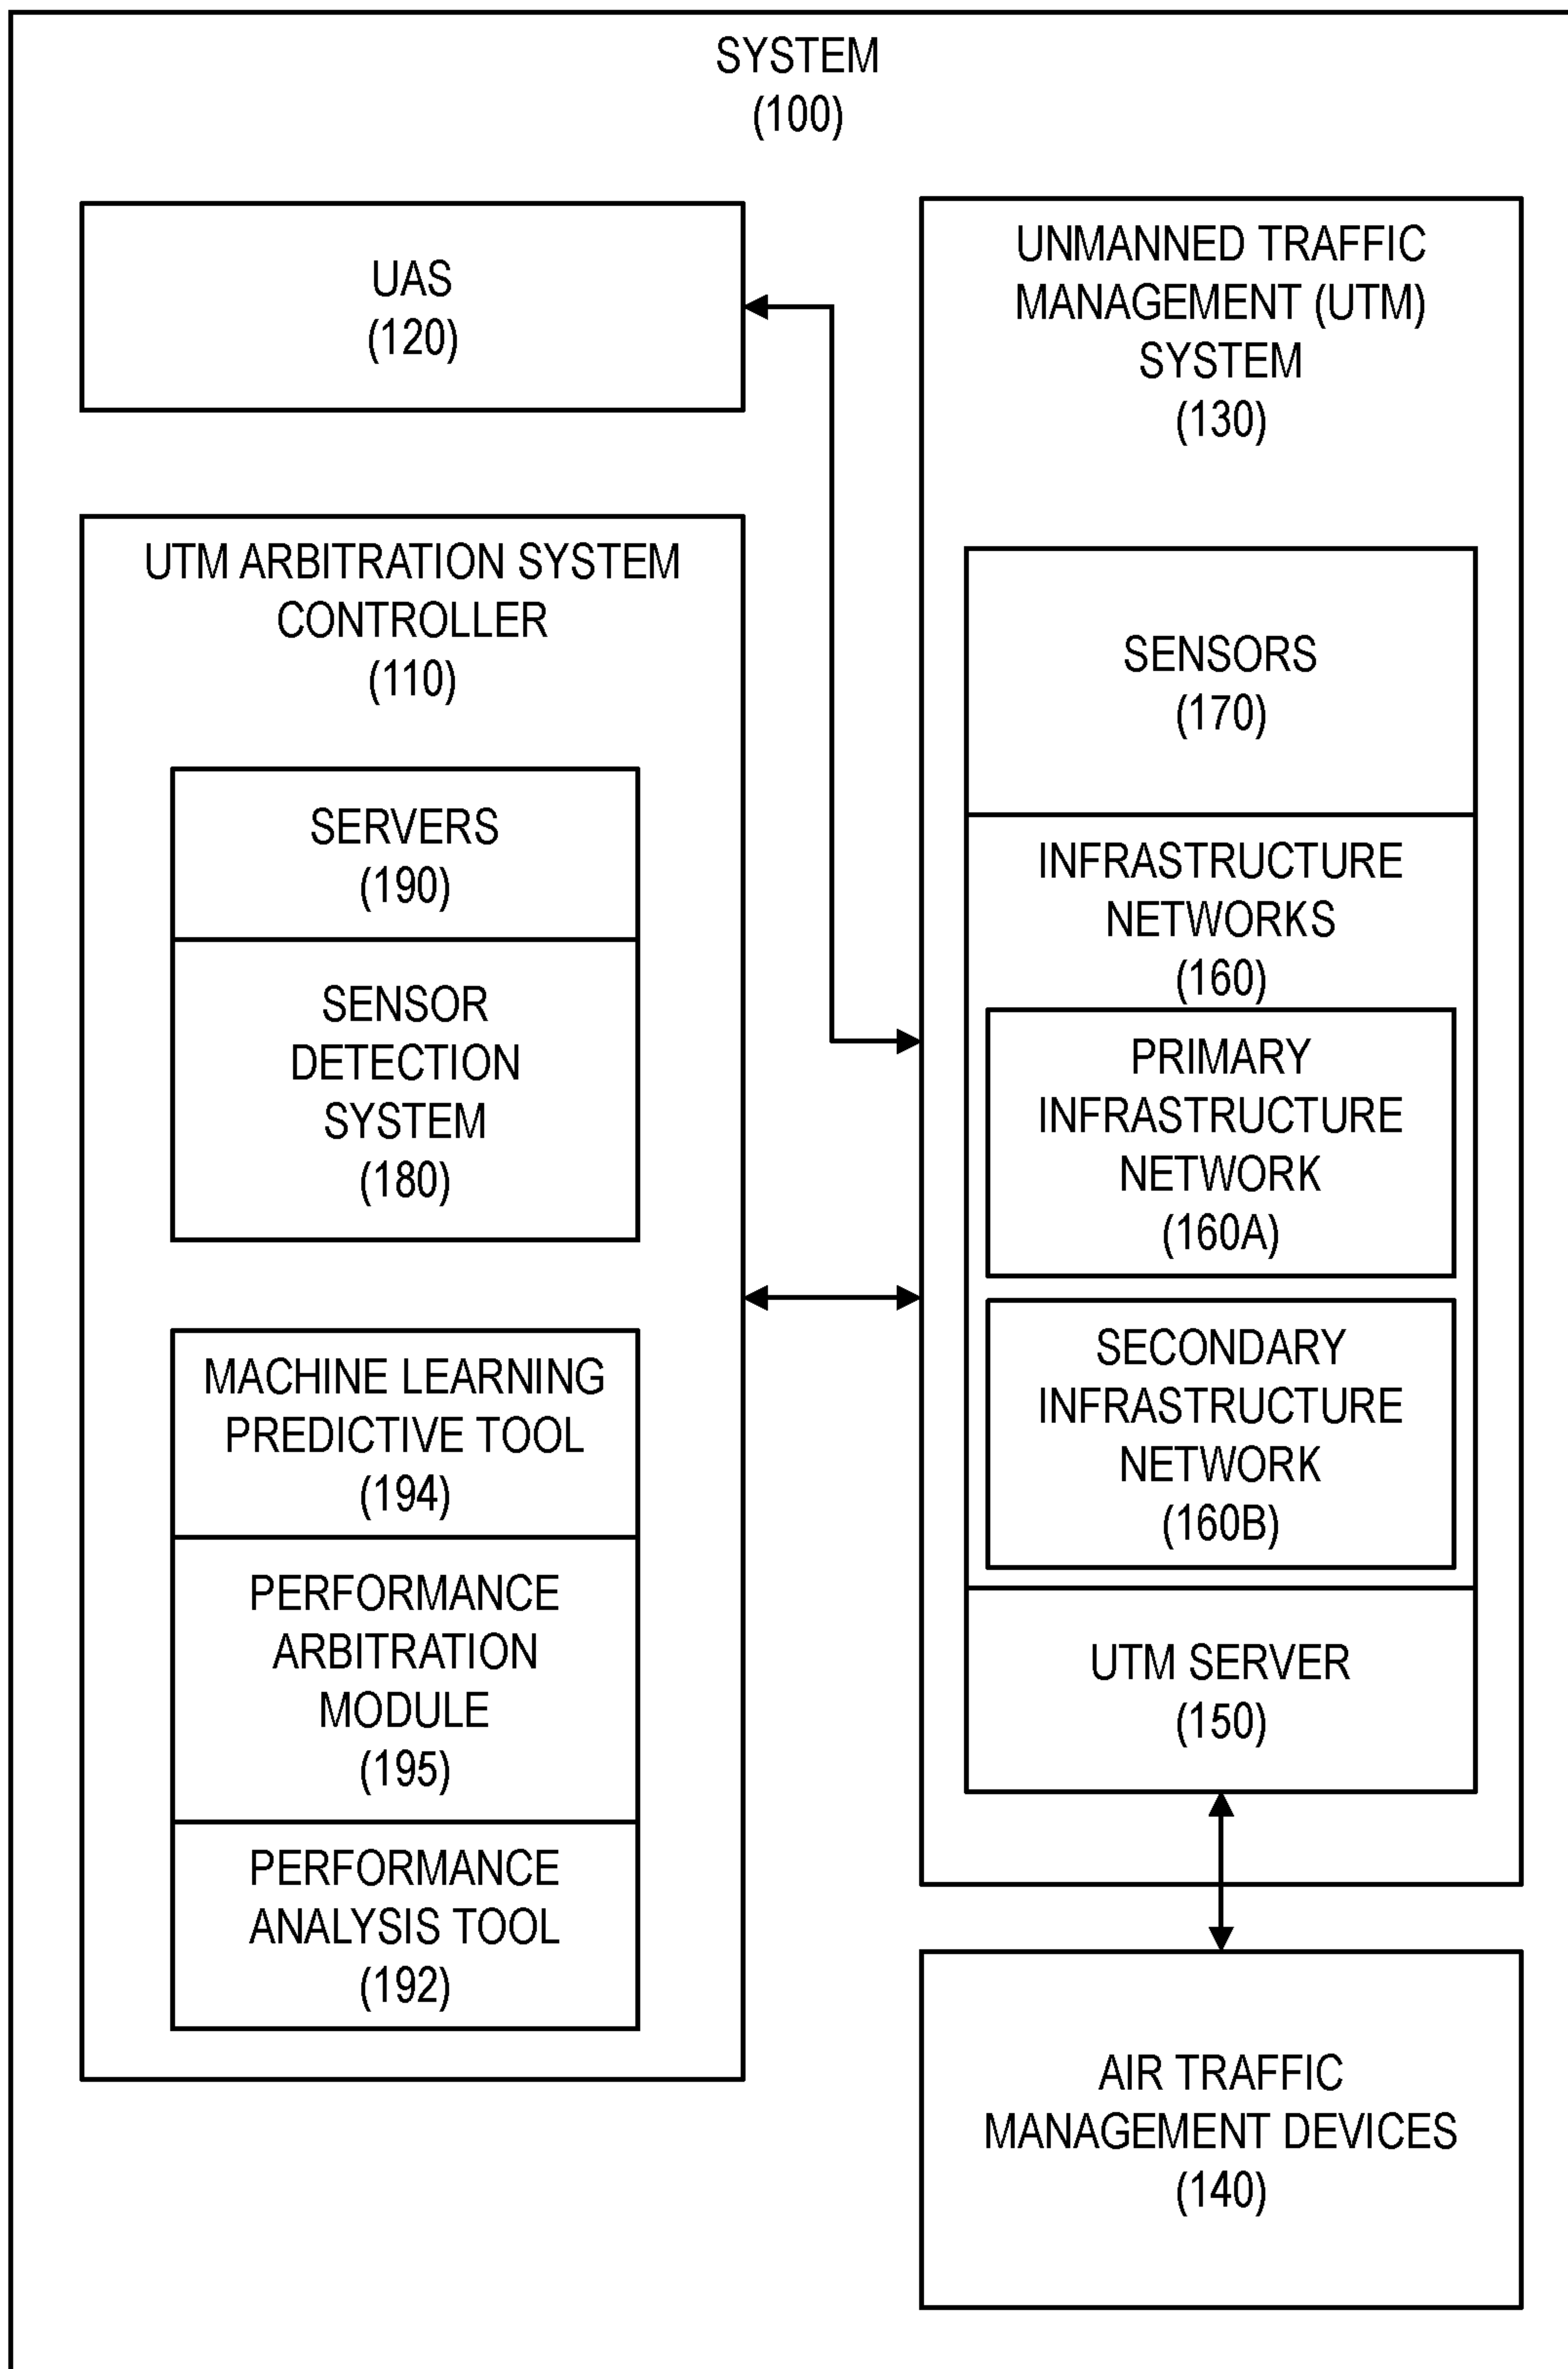 SYSTEM
(100)
UAS
(120)
UTM ARBITRATION SYSTEM
CONTROLLER
(110)
SERVERS
(190)
SENSOR
DETECTION
SYSTEM
(180)
MACHINE LEARNING
PREDICTIVE TOOL
(194)
PERFORMANCE
ARBITRATION
MODULE
(195)
PERFORMANCE
ANALYSIS TOOL
(192)
UNMANNED TRAFFIC
MANAGEMENT (UTM)
SYSTEM
(130)
SENSORS
(170)
INFRASTRUCTURE
NETWORKS
(160)
PRIMARY
INFRASTRUCTURE
NETWORK
(160A)
SECONDARY
INFRASTRUCTURE
NETWORK
(160B)
UTM SERVER
(150)
AIR TRAFFIC
MANAGEMENT DEVICES
(140)